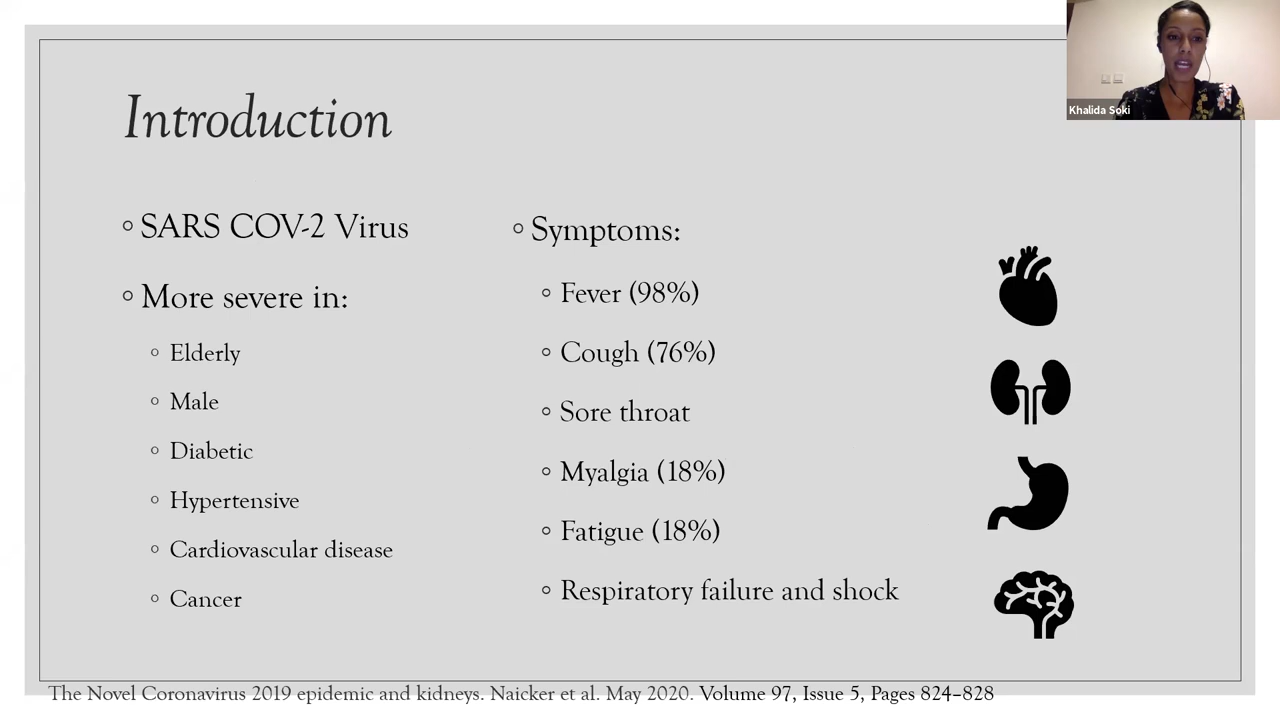 Khalida Soki
Introduction
◦ SARS COV-2 Virus
◦ More severe in:
◦ Elderly
◦ Male
◦ Diabetic
◦ Hypertensive
◦ Cardiovascular disease
◦ Cancer
◦ Symptoms:
◦ Fever (98%)
◦ Cough (76%)
◦ Sore throat
◦ Myalgia (18%)
◦ Fatigue (18%)
◦ Respiratory failure and shock
The Novel Coronavirus 2019 epidemic and kidneys. Naicker et al. May 2020. Volume 97, Issue 5, Pages 824–828